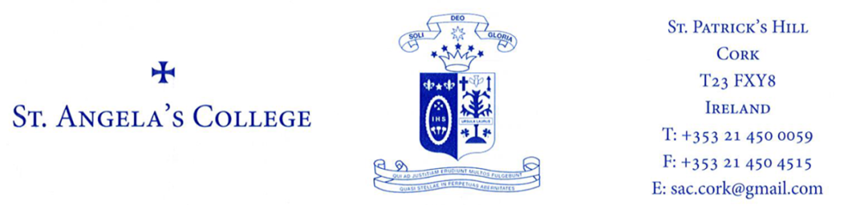 St. Angela's College
SOLI DEO GLORIA
IHS
QUI AD JUSTITIAM ERUDIUNT MULTOS FULGEBUNT
QUASI STELLAE IN PERPETUAS AETERNITATES
St. Patrick's Hill
Cork
T23 FXY8
Ireland
T: +353 21 450 0059
F: +353 21 450 4515
E: sac.cork@gmail.com